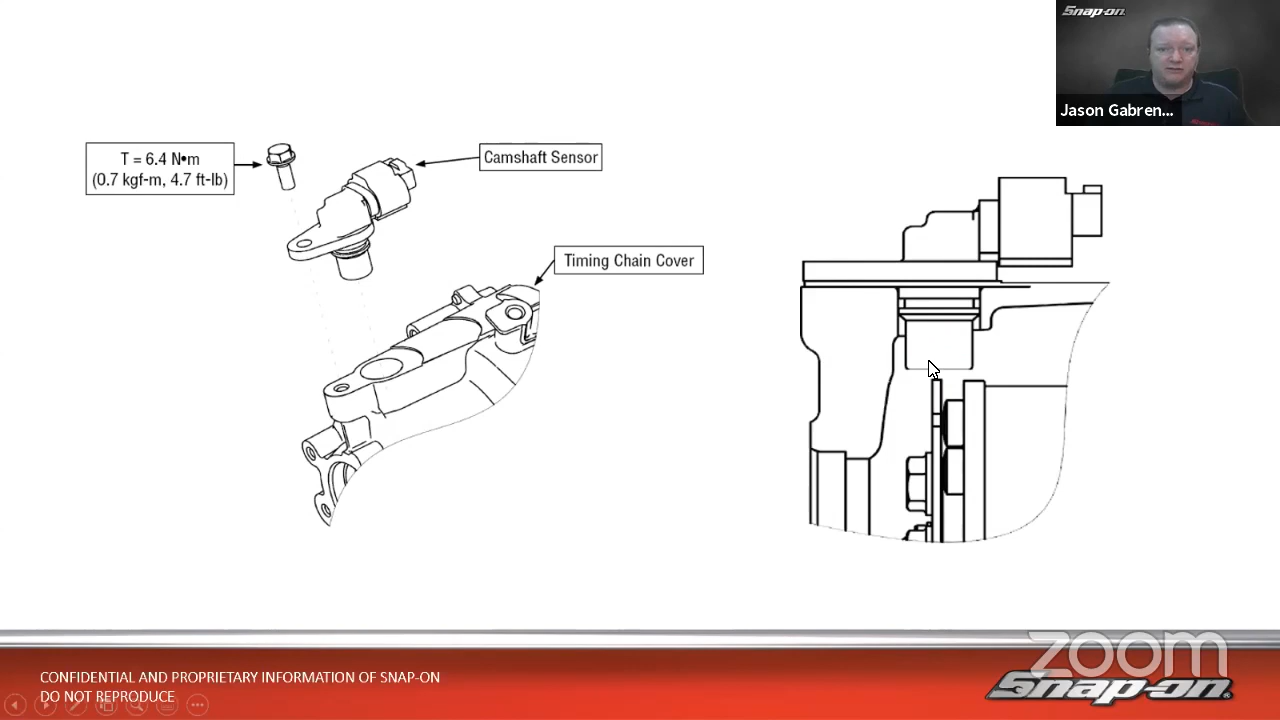 Snap-on
Jason Gabren...
T = 6.4 N•m
(0.7 kgf-m, 4.7 ft-lb)
Camshaft Sensor
Timing Chain Cover
CONFIDENTIAL AND PROPRIETARY INFORMATION OF SNAP-ON
DO NOT REPRODUCE
zoom
Snap-on®